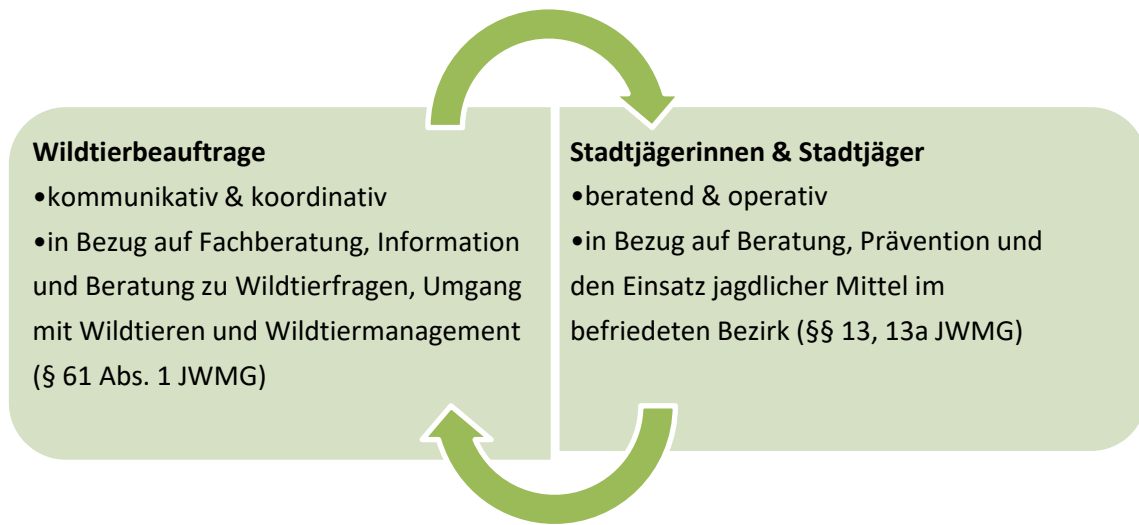 Wildtierbeauftrage
•kommunikativ & koordinativ
•in Bezug auf Fachberatung, Information
und Beratung zu Wildtierfragen, Umgang
mit Wildtieren und Wildtiermanagement
(§ 61 Abs. 1 JWMG)
Stadtjägerinnen & Stadtjäger
•beratend & operativ
•in Bezug auf Beratung, Prävention und
den Einsatz jagdlicher Mittel im
befriedeten Bezirk (§§ 13, 13a JWMG)